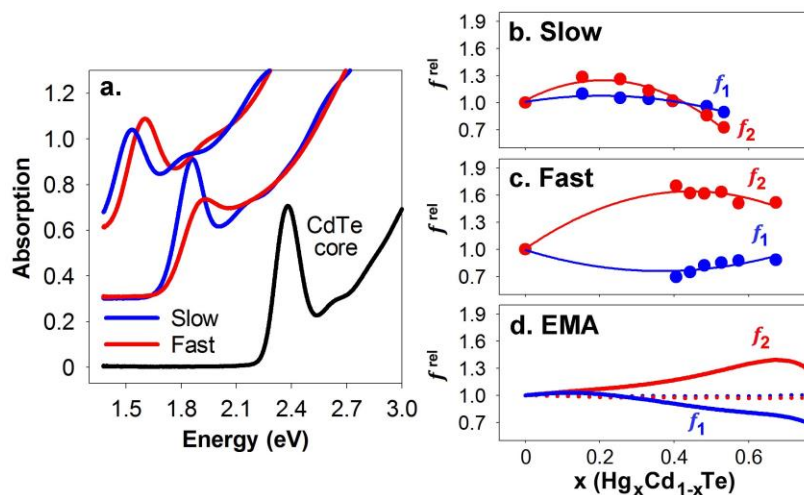 a.
1.2
1.0
0.8
0.6
0.4
0.2
0
Absorption
CdTe
core
Slow
Fast
1.5 1.8 2.1 2.4 2.7 3.0
Energy (eV)
b. Slow
1.3
1.0
0.7
f rel
f1
f2
c. Fast
1.9
1.6
1.3
1.0
0.7
f rel
f2
f1
d. EMA
1.9
1.6
1.3
1.0
0.7
f rel
f2
f1
0 0.2 0.4 0.6
x (HgxCd1-xTe)